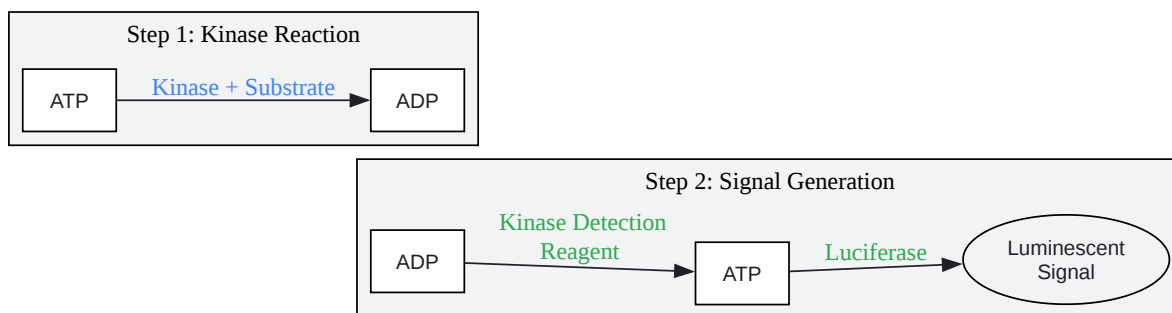 Step 1: Kinase Reaction
ATP
Kinase + Substrate
ADP
Step 2: Signal Generation
ADP
Kinase Detection
Reagent
ATP
Luciferase
Luminescent
Signal